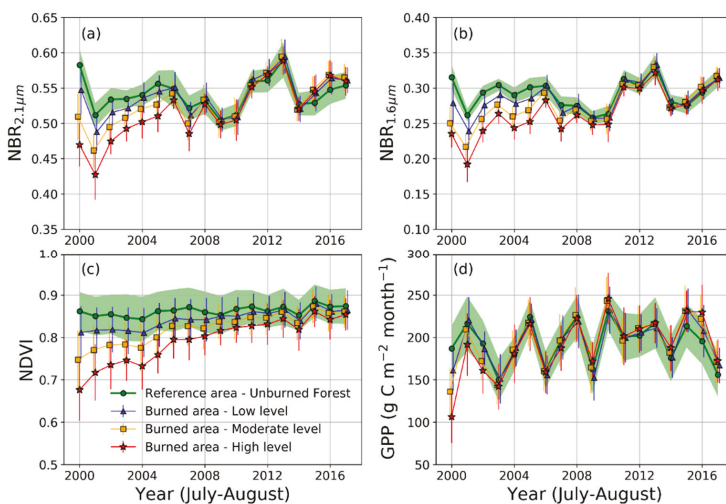 (a)
NBR2.1μm
0.65
0.60
0.55
0.50
0.45
0.40
0.35
2000 2004 2008 2012 2016
(b)
NBR1.6μm
0.40
0.35
0.30
0.25
0.20
0.15
0.10
2000 2004 2008 2012 2016
(c)
NDVI
1.0
0.9
0.8
0.7
0.6
0.5
Reference area - Unburned Forest
Burned area - Low level
Burned area - Moderate level
Burned area - High level
2000 2004 2008 2012 2016
Year (July-August)
(d)
GPP (g C m−2 month−1)
300
250
200
150
100
50
2000 2004 2008 2012 2016
Year (July-August)